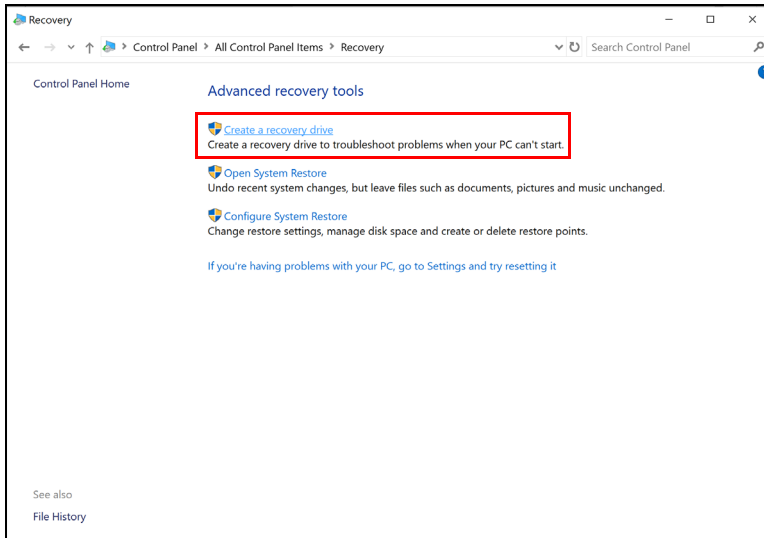 Recovery
Control Panel > All Control Panel Items > Recovery
Search Control Panel
Control Panel Home
Advanced recovery tools
Create a recovery drive
Create a recovery drive to troubleshoot problems when your PC can't start.
Open System Restore
Undo recent system changes, but leave files such as documents, pictures and music unchanged.
Configure System Restore
Change restore settings, manage disk space and create or delete restore points.
If you're having problems with your PC, go to Settings and try resetting it
See also
File History